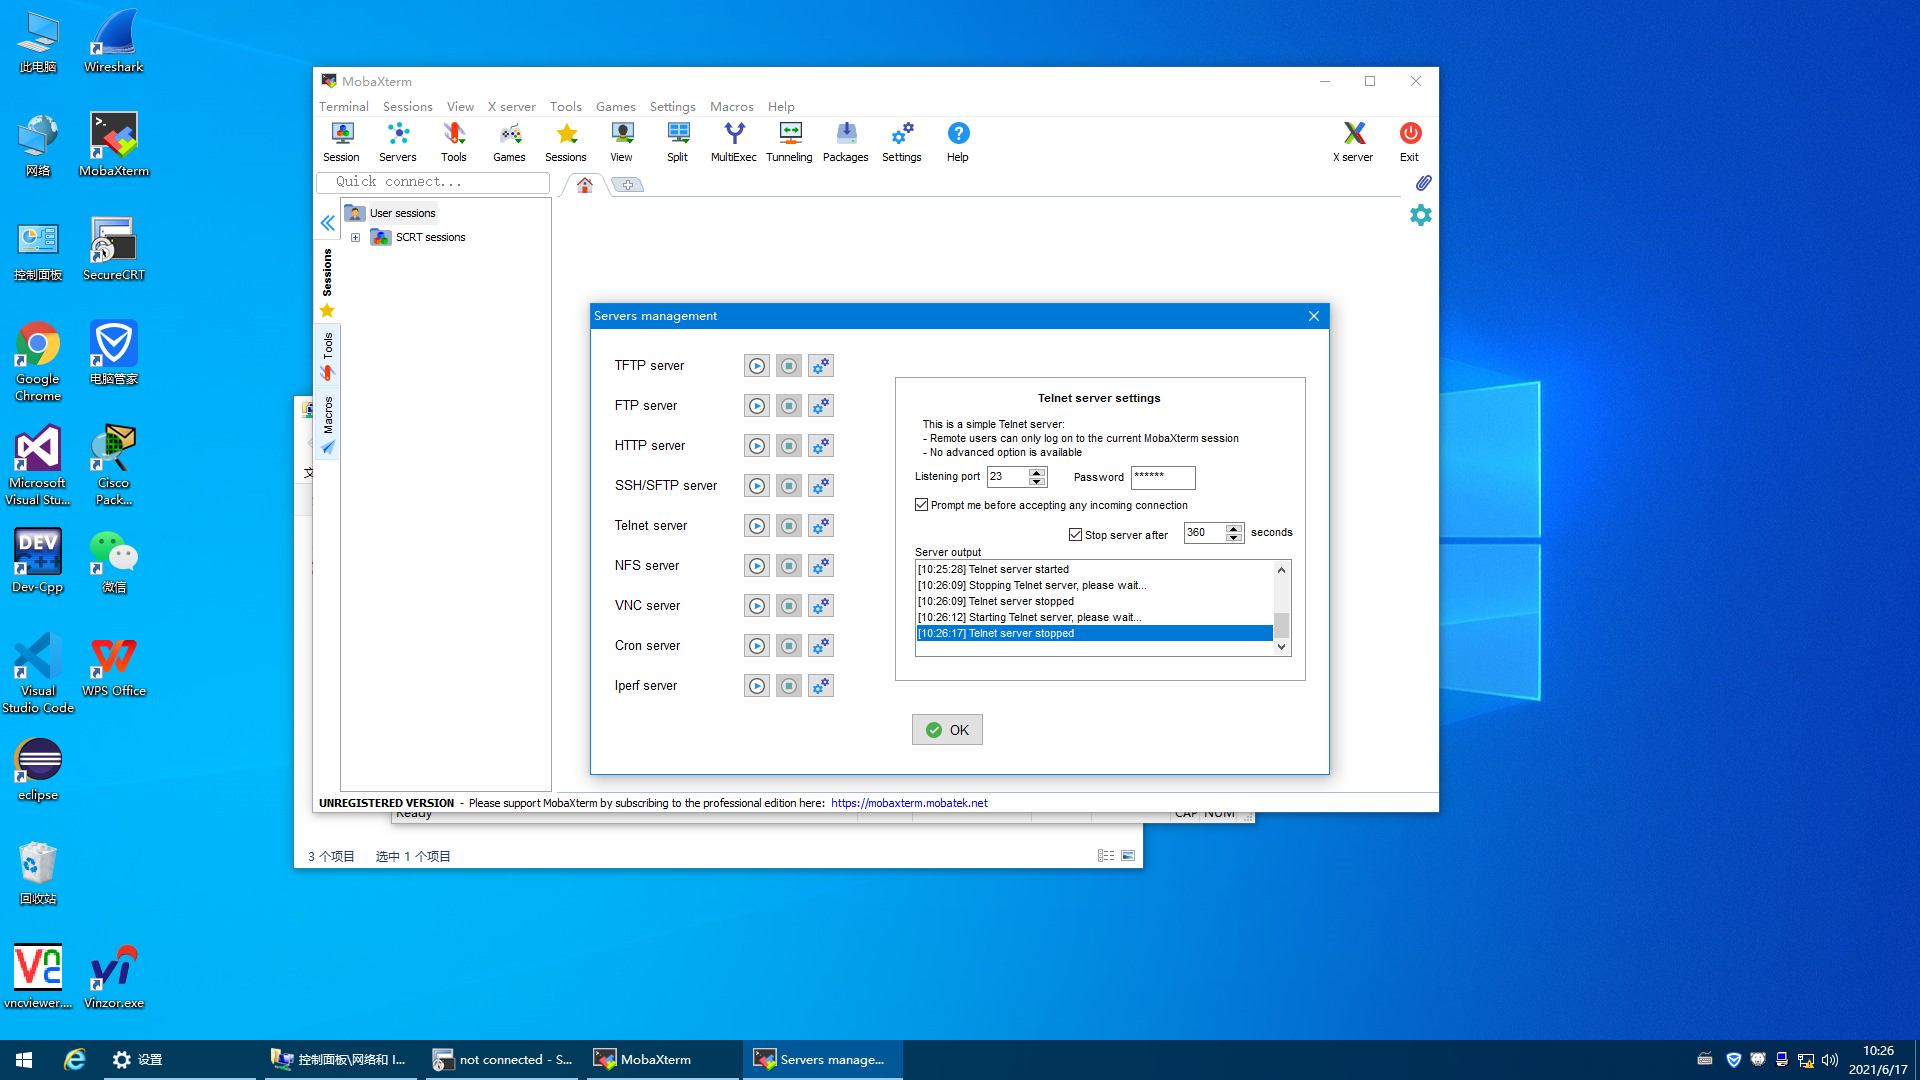 此电脑
Wireshark
网络
MobaXterm
控制面板
SecureCRT
Google
Chrome
电脑管家
Microsoft
Visual Stu...
Cisco
Pack...
Dev-Cpp
微信
Visual
Studio Code
WPS Office
eclipse
回收站
vncviewer....
Vinzor.exe
MobaXterm
Terminal Sessions View X server Tools Games Settings Macros Help
Session Servers Tools Games Sessions View Split MultiExec Tunneling Packages Settings Help X server Exit
Quick connect...
User sessions
SCRT sessions
Sessions
Tools
Macros
Servers management
TFTP server
FTP server
HTTP server
SSH/SFTP server
Telnet server
NFS server
VNC server
Cron server
Iperf server
Telnet server settings
This is a simple Telnet server:
- Remote users can only log on to the current MobaXterm session
- No advanced option is available
Listening port 23 Password ******
Prompt me before accepting any incoming connection
Stop server after 360 seconds
Server output
[10:25:28] Telnet server started
[10:26:09] Stopping Telnet server, please wait...
[10:26:09] Telnet server stopped
[10:26:12] Starting Telnet server, please wait...
[10:26:17] Telnet server stopped
OK
UNREGISTERED VERSION - Please support MobaXterm by subscribing to the professional edition here: https://mobaxterm.mobatek.net
Ready CAP NUM
3 个项目 选中 1 个项目
设置
控制面板\网络和 I...
not connected - S...
MobaXterm
Servers manage...
10:26
2021/6/17